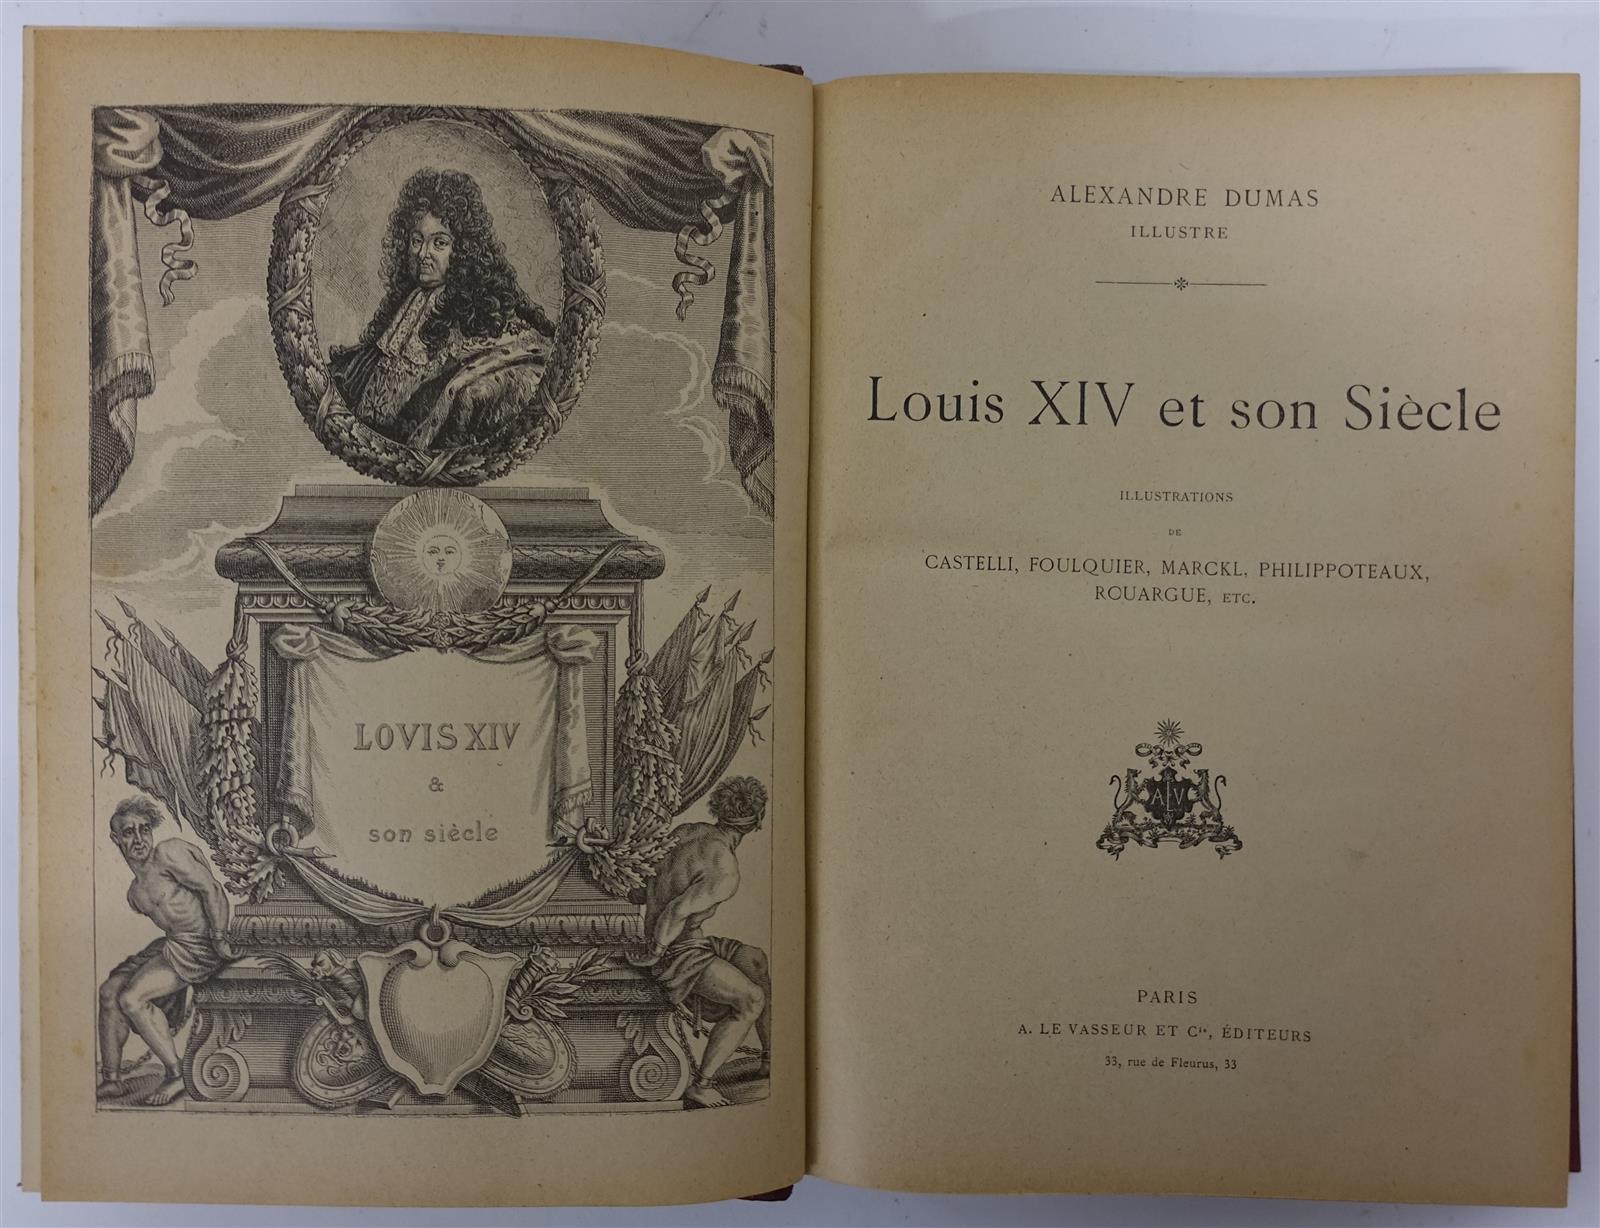 LOVIS XIV
&
son siècle
ALEXANDRE DUMAS
ILLUSTRE
Louis XIV et son Siècle
ILLUSTRATIONS
DE
CASTELLI, FOULQUIER, MARCKL, PHILIPPOTEAUX,
ROUARGUE, ETC.
ALV
PARIS
A. LE VASSEUR ET Cie, ÉDITEURS
33, rue de Fleurus, 33